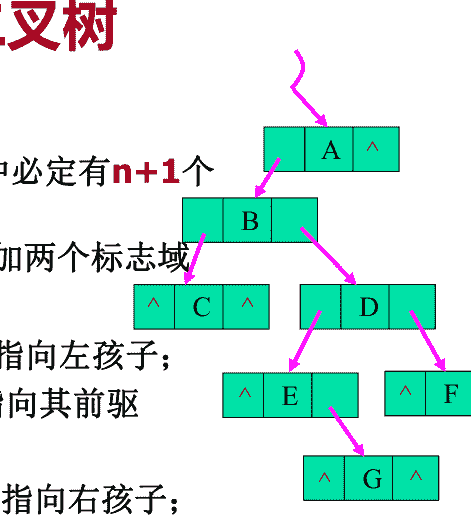 叉树
A ^
中必定有n+1个
B
加两个标志域
^ C ^
D
指向左孩子；
^ E
^ F
指向其前驱
^ G ^
指向右孩子；